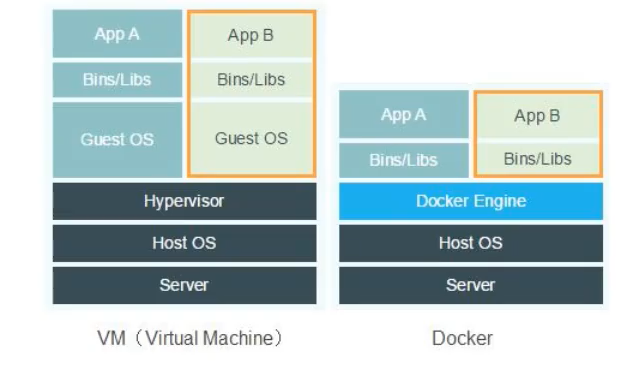 App A
App B
Bins/Libs
Bins/Libs
Guest OS
Guest OS
Hypervisor
Host OS
Server
VM（Virtual Machine）
App A
App B
Bins/Libs
Bins/Libs
Docker Engine
Host OS
Server
Docker